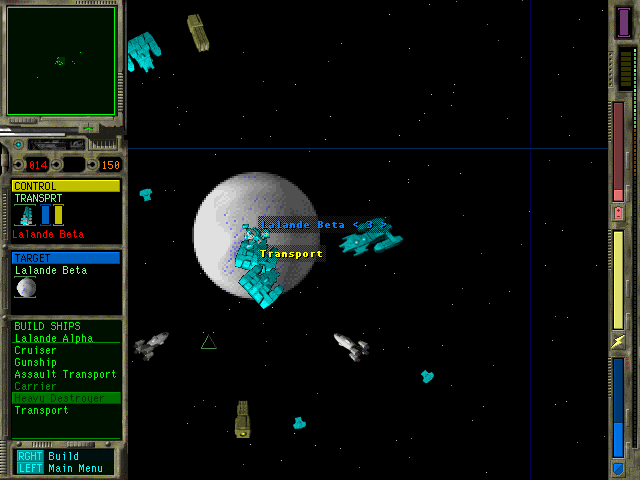 014
150
CONTROL
TRANSPRT
Lalande Beta
TARGET
Lalande Beta
BUILD SHIPS
Lalande Alpha
Cruiser
Gunship
Assault Transport
Carrier
Heavy Destroyer
Transport
RGHT Build
LEFT Main Menu
Lalande Beta < 3 >
Transport